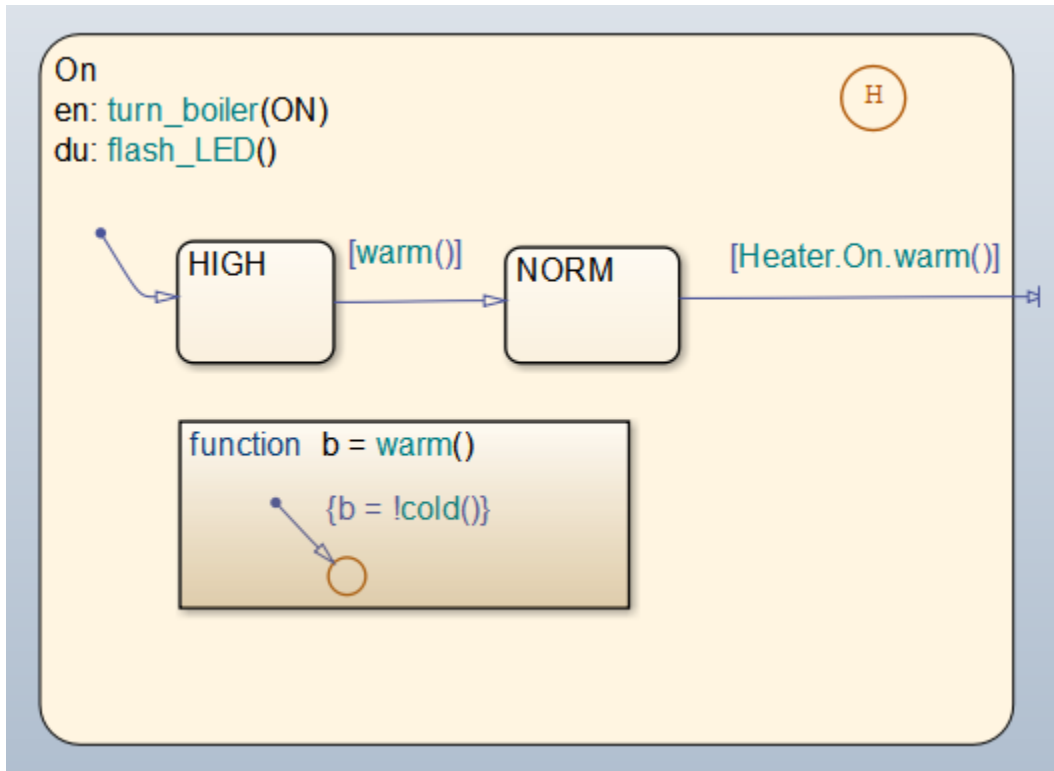 On
en: turn_boiler(ON)
du: flash_LED()
H
HIGH
[warm()]
NORM
[Heater.On.warm()]
function b = warm()
{b = !cold()}